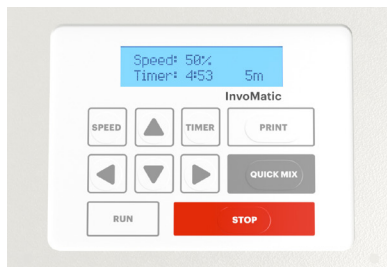 Speed: 50%
Timer: 4:53 5m
InvoMatic
SPEED TIMER PRINT
QUICK MIX
RUN STOP